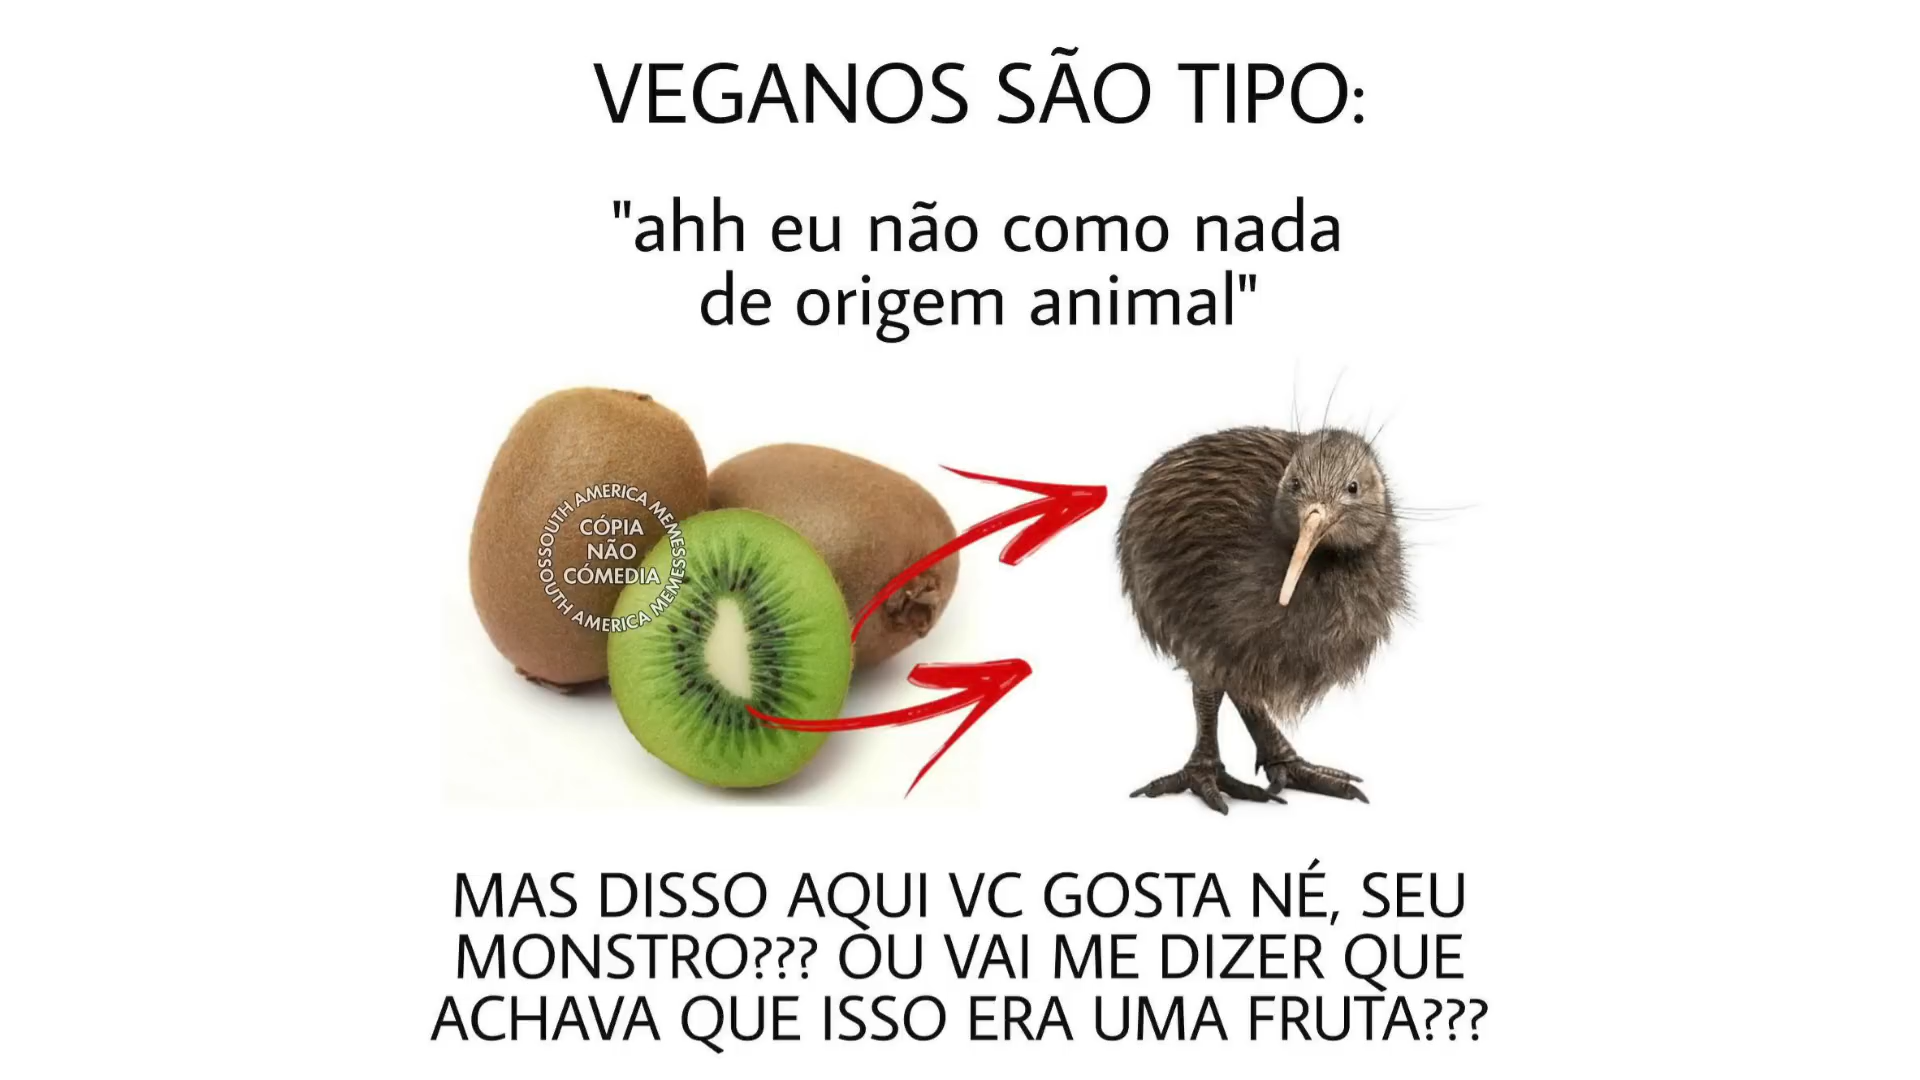 VEGANOS SÃO TIPO:
"ahh eu não como nada
de origem animal"
SOUTH AMERICA MEMES
CÓPIA
NÃO
CÓMEDIA
SOUTH AMERICA MEMES
MAS DISSO AQUI VC GOSTA NÉ, SEU
MONSTRO??? OU VAI ME DIZER QUE
ACHAVA QUE ISSO ERA UMA FRUTA???